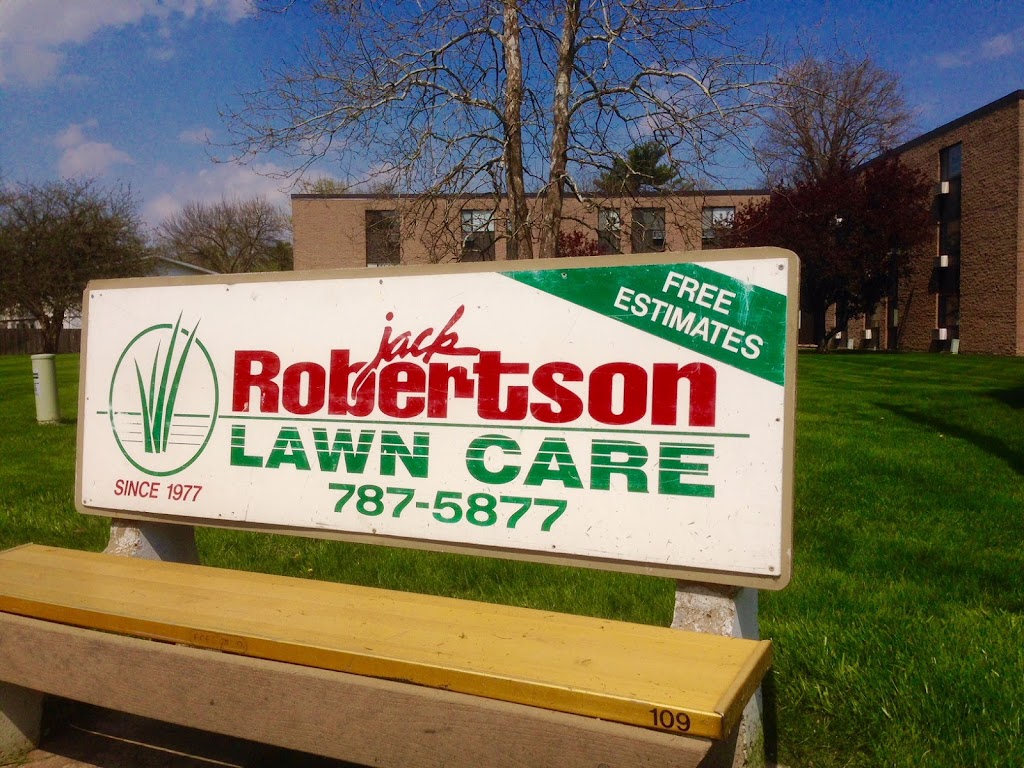 FREE
ESTIMATES
jack
Robertson
LAWN CARE
787-5877
SINCE 1977
109